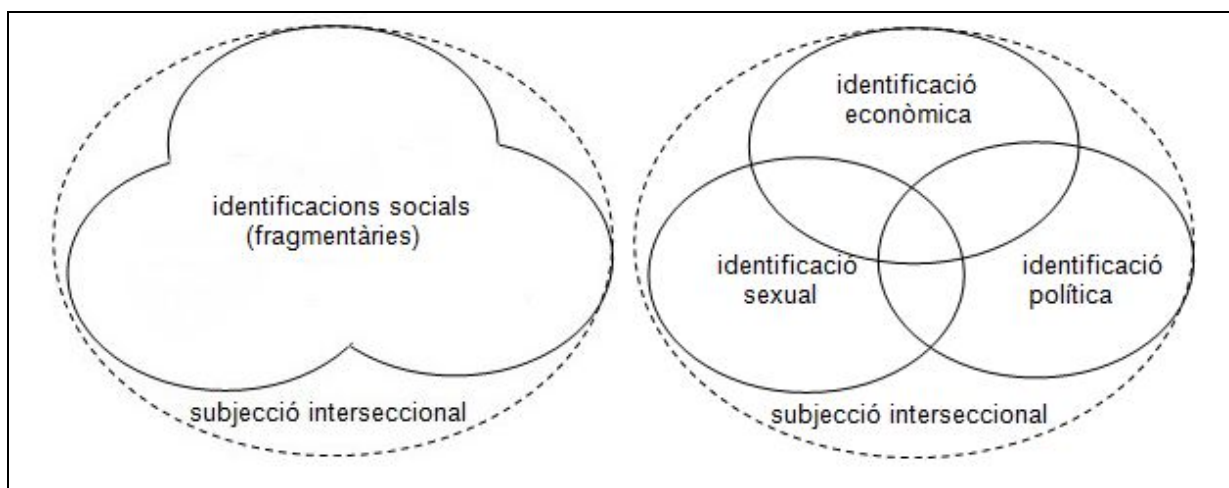 identificacions socials
(fragmentàries)
subjecció interseccional
identificació
econòmica
identificació
sexual
identificació
política
subjecció interseccional